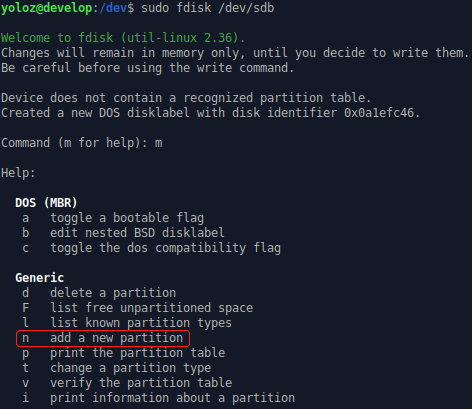 yoloz@develop:/dev$ sudo fdisk /dev/sdb
Welcome to fdisk (util-linux 2.36).
Changes will remain in memory only, until you decide to write them.
Be careful before using the write command.
Device does not contain a recognized partition table.
Created a new DOS disklabel with disk identifier 0x0a1efc46.
Command (m for help): m
Help:
DOS (MBR)
a toggle a bootable flag
b edit nested BSD disklabel
c toggle the dos compatibility flag
Generic
d delete a partition
F list free unpartitioned space
l list known partition types
n add a new partition
p print the partition table
t change a partition type
v verify the partition table
i print information about a partition